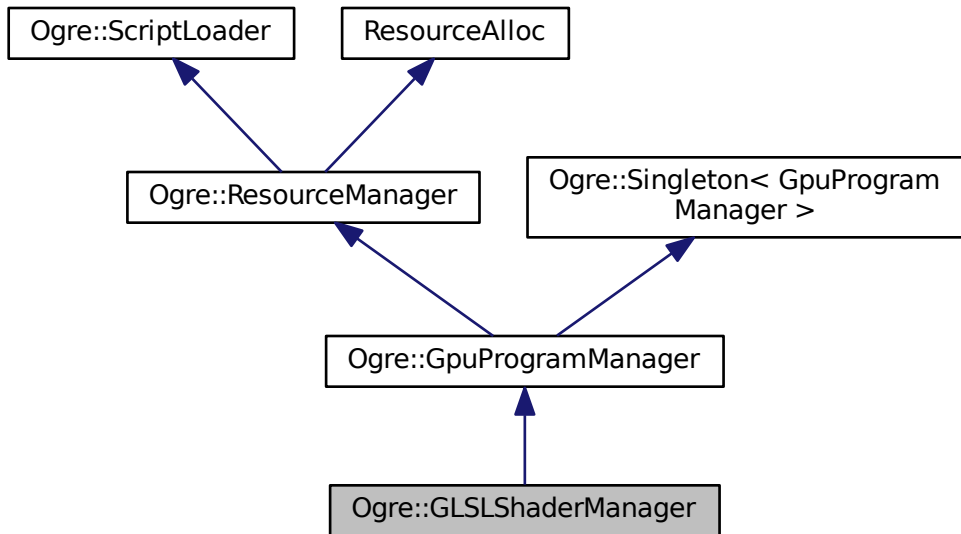 Ogre::ScriptLoader
ResourceAlloc
Ogre::ResourceManager
Ogre::Singleton< GpuProgram
Manager >
Ogre::GpuProgramManager
Ogre::GLSLShaderManager